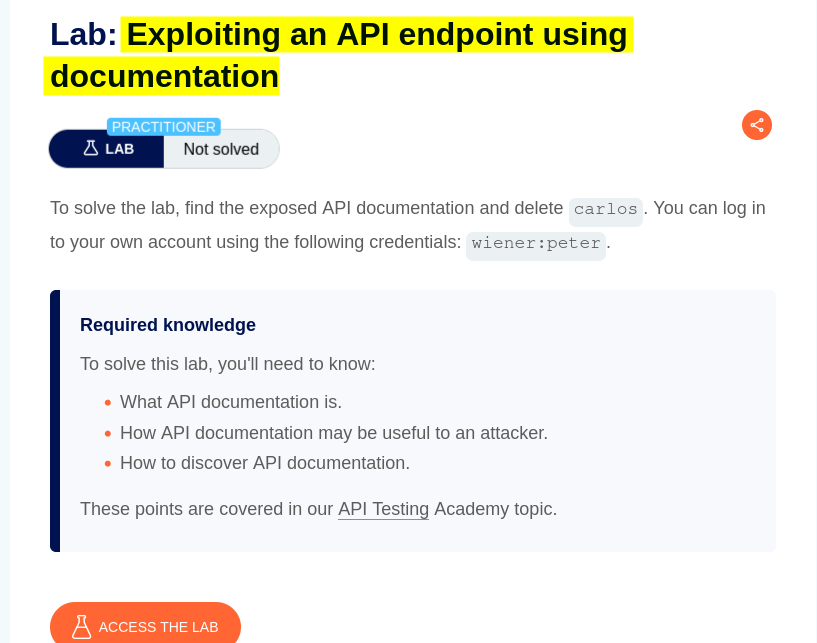 Lab: Exploiting an API endpoint using
documentation
PRACTITIONER
LAB
Not solved
To solve the lab, find the exposed API documentation and delete carlos. You can log in
to your own account using the following credentials: wiener:peter.
Required knowledge
To solve this lab, you'll need to know:
• What API documentation is.
• How API documentation may be useful to an attacker.
• How to discover API documentation.
These points are covered in our API Testing Academy topic.
ACCESS THE LAB